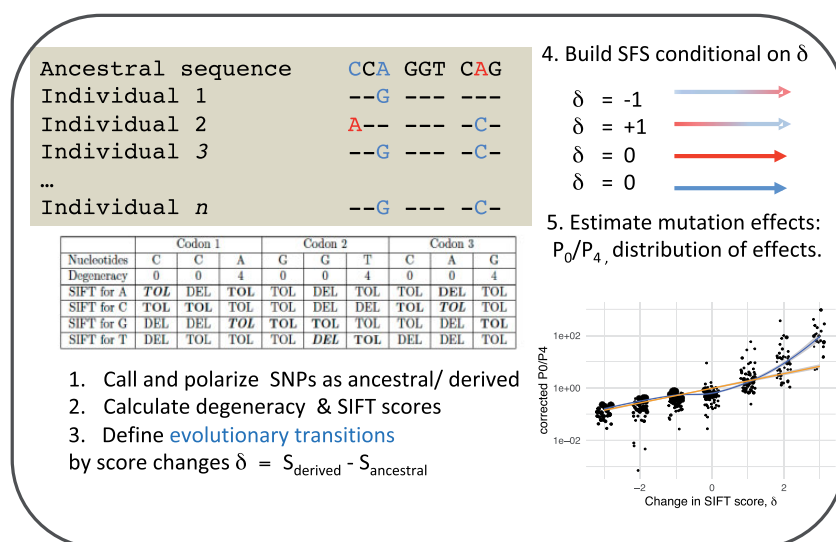 Ancestral sequence CCA GGT CAG
Individual 1 --G --- ---
Individual 2 A-- --- -C-
Individual 3 --G --- -C-
…
Individual n --G --- -C-
Codon 1 Codon 2 Codon 3
Nucleotides C C A G G T C A G
Degeneracy 0 0 4 0 0 4 0 0 4
SIFT for A TOL DEL TOL TOL DEL TOL TOL DEL TOL
SIFT for C TOL TOL TOL DEL DEL DEL TOL TOL TOL
SIFT for G DEL DEL TOL TOL TOL TOL DEL DEL TOL
SIFT for T DEL TOL TOL TOL DEL TOL DEL DEL DEL
1. Call and polarize SNPs as ancestral/ derived
2. Calculate degeneracy & SIFT scores
3. Define evolutionary transitions
by score changes δ = S derived - S ancestral
4. Build SFS conditional on δ
δ = -1
δ = +1
δ = 0
δ = 0
5. Estimate mutation effects:
P0/P4 , distribution of effects.
corrected P0/P4
1e+02
1e+00
1e−02
−2 0 2
Change in SIFT score, δ